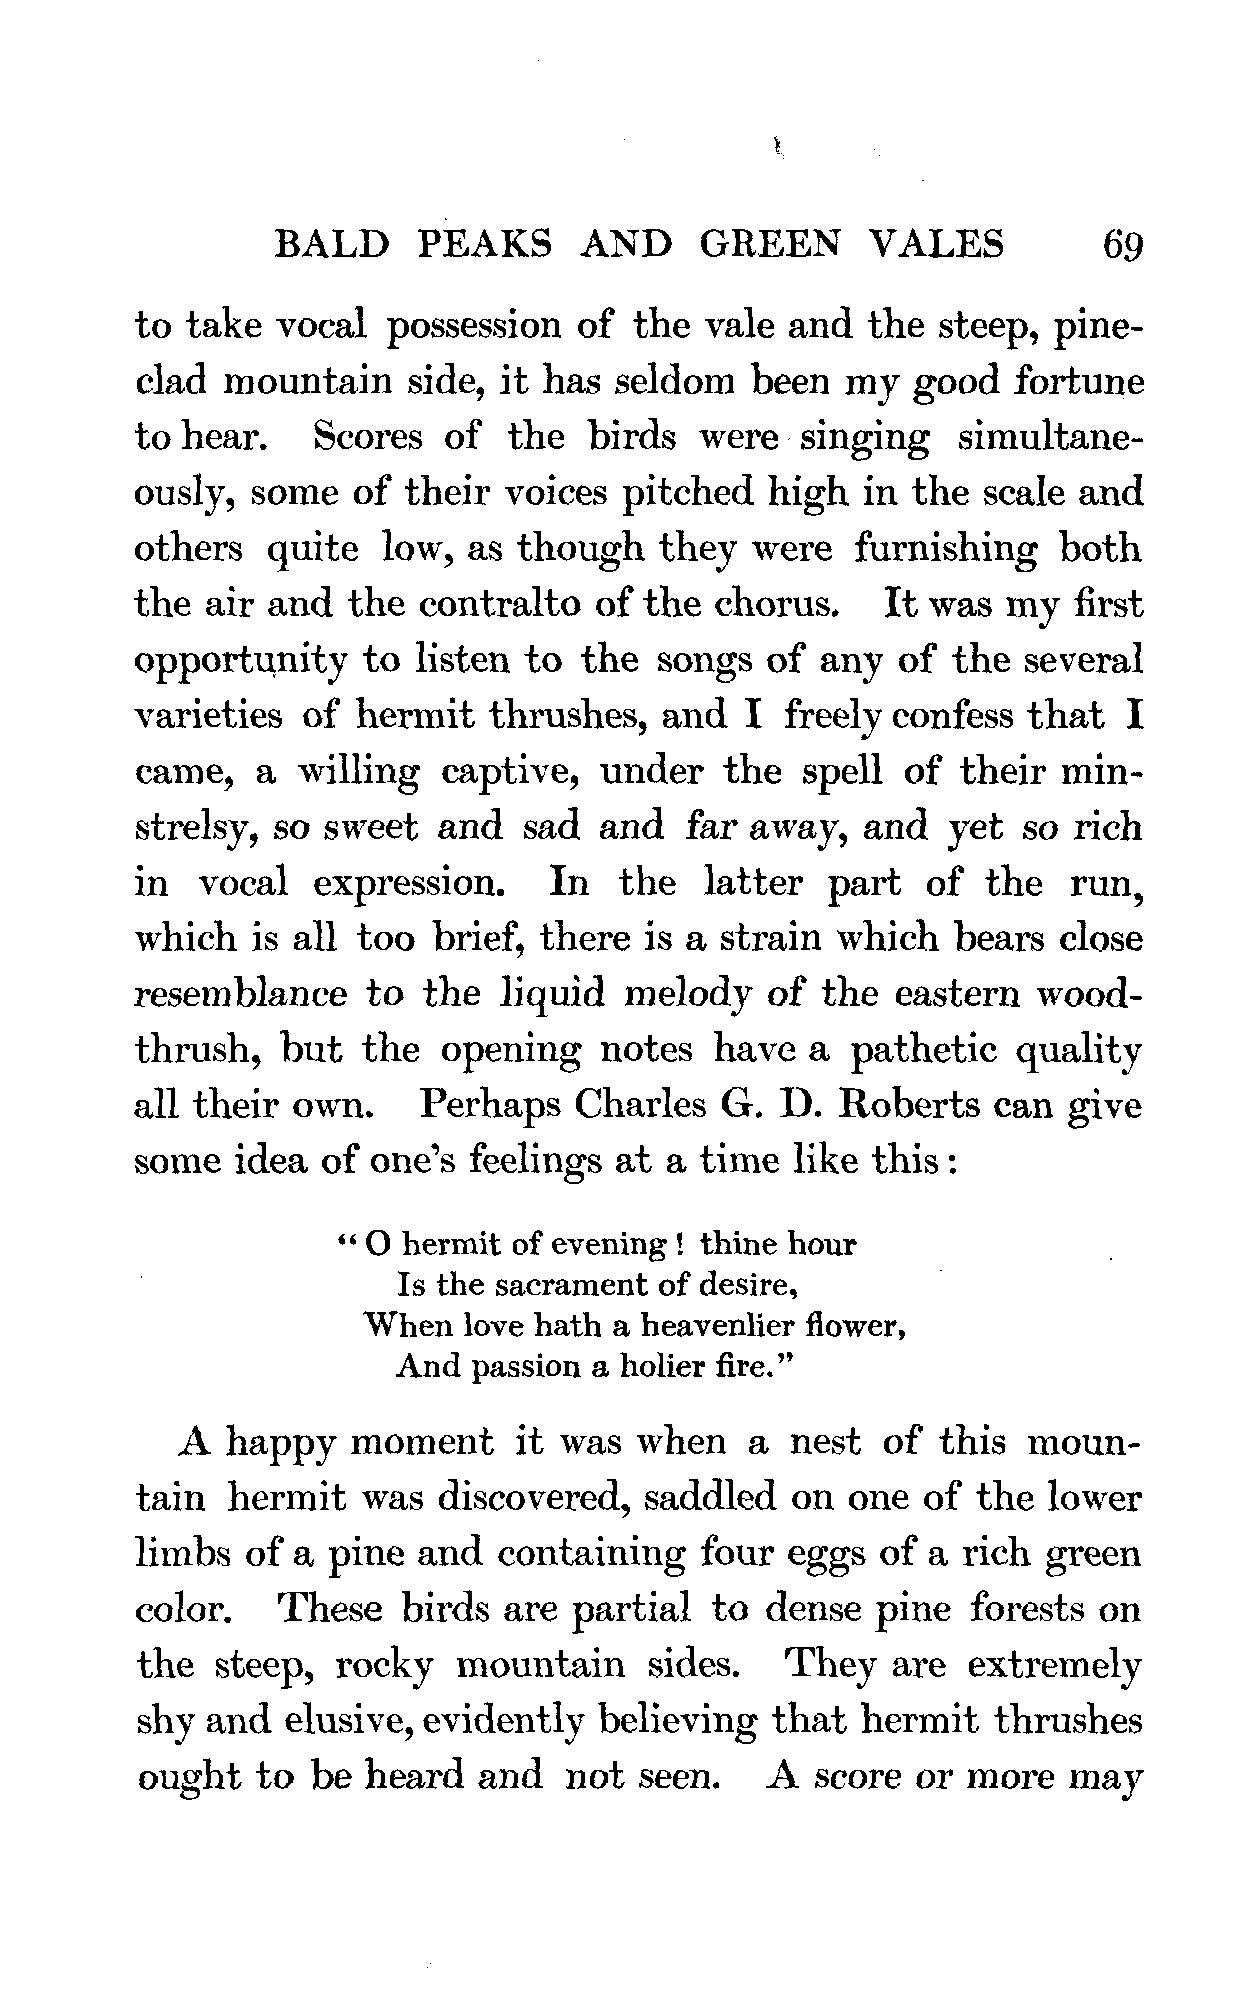 BALD PEAKS AND GREEN VALES 69
to take vocal possession of the vale and the steep, pine-
clad mountain side, it has seldom been my good fortune
to hear. Scores of the birds were singing simultane-
ously, some of their voices pitched high in the scale and
others quite low, as though they were furnishing both
the air and the contralto of the chorus. It was my first
opportunity to listen to the songs of any of the several
varieties of hermit thrushes, and I freely confess that I
came, a willing captive, under the spell of their min-
strelsy, so sweet and sad and far away, and yet so rich
in vocal expression. In the latter part of the run,
which is all too brief, there is a strain which bears close
resemblance to the liquid melody of the eastern wood-
thrush, but the opening notes have a pathetic quality
all their own. Perhaps Charles G. D. Roberts can give
some idea of one's feelings at a time like this:
"O hermit of evening! thine hour
Is the sacrament of desire,
When love hath a heavenlier flower,
And passion a holier fire."
A happy moment it was when a nest of this moun-
tain hermit was discovered, saddled on one of the lower
limbs of a pine and containing four eggs of a rich green
color. These birds are partial to dense pine forests on
the steep, rocky mountain sides. They are extremely
shy and elusive, evidently believing that hermit thrushes
ought to be heard and not seen. A score or more may